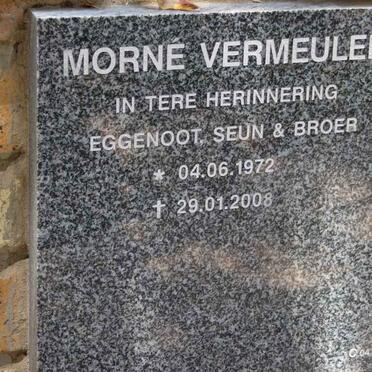 MORNÉ VERMEULE
IN TERE HERINNERING
EGGENOOT, SEUN & BROER
* 04.06.1972
† 29.01.2008